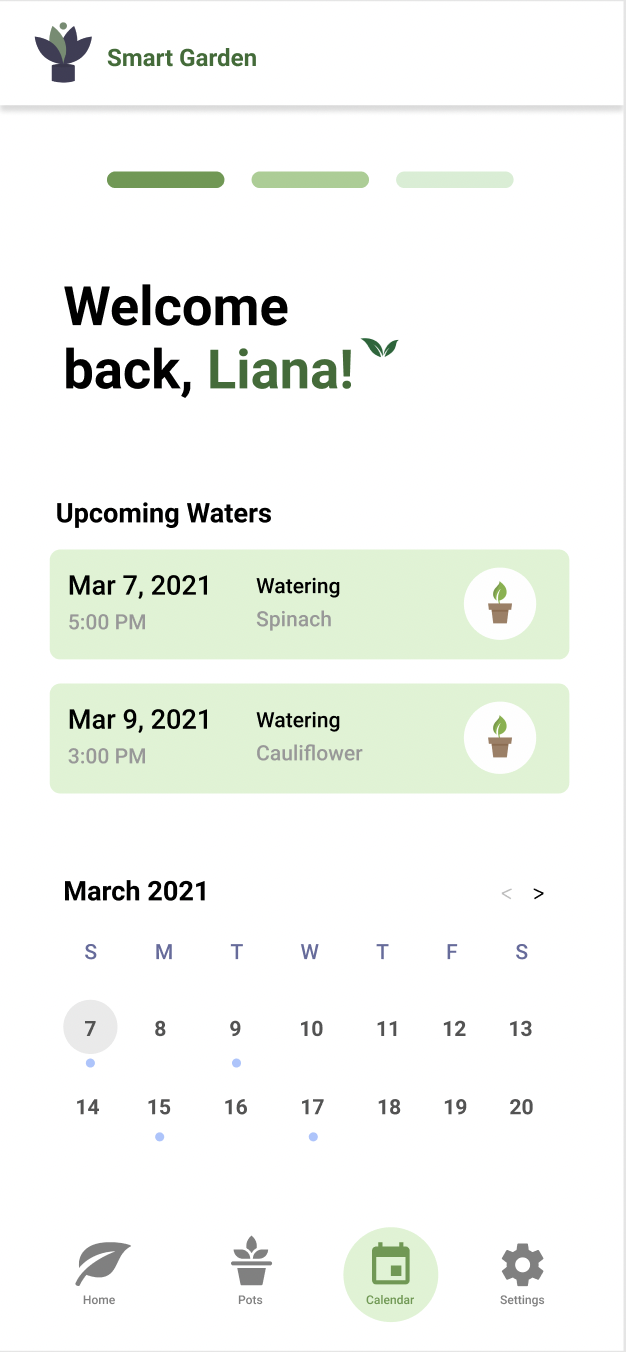 Smart Garden
Welcome
back, Liana!
Upcoming Waters
Mar 7, 2021 Watering
5:00 PM Spinach
Mar 9, 2021 Watering
3:00 PM Cauliflower
March 2021 < >
S M T W T F S
7 8 9 10 11 12 13
14 15 16 17 18 19 20
Home Pots Calendar Settings